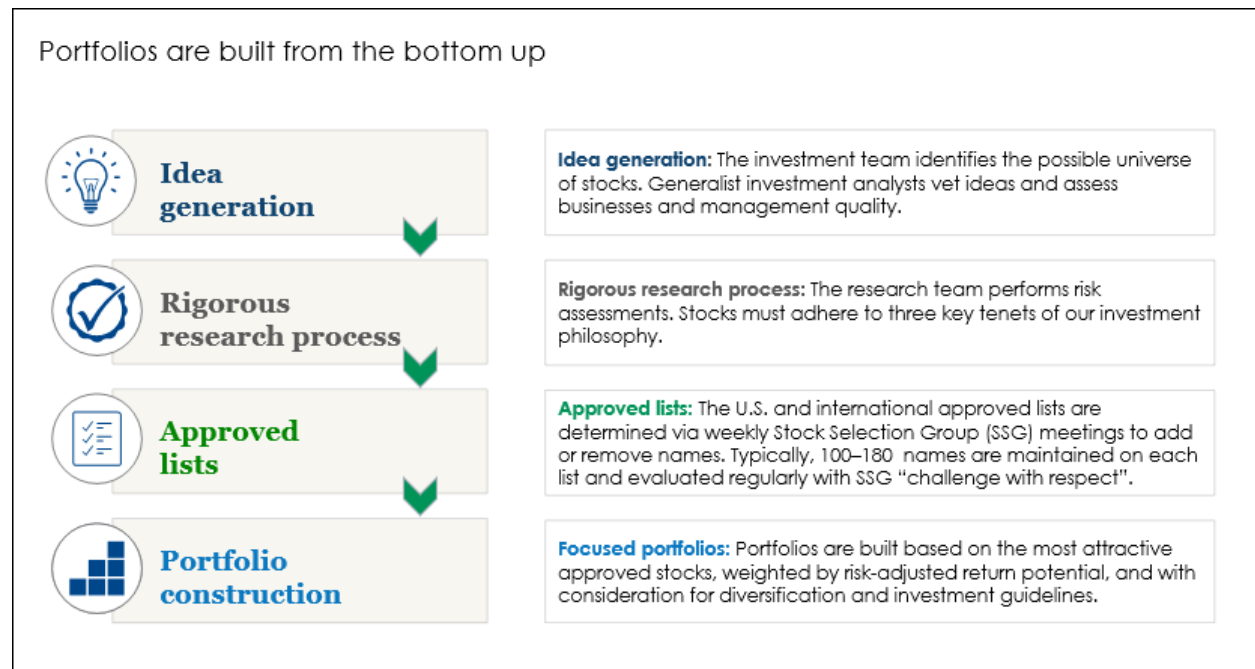 Portfolios are built from the bottom up
Idea
generation
Idea generation: The investment team identifies the possible universe
of stocks. Generalist investment analysts vet ideas and assess
businesses and management quality.
Rigorous
research process
Rigorous research process: The research team performs risk
assessments. Stocks must adhere to three key tenets of our investment
philosophy.
Approved
lists
Approved lists: The U.S. and international approved lists are
determined via weekly Stock Selection Group (SSG) meetings to add
or remove names. Typically, 100–180 names are maintained on each
list and evaluated regularly with SSG “challenge with respect”.
Portfolio
construction
Focused portfolios: Portfolios are built based on the most attractive
approved stocks, weighted by risk-adjusted return potential, and with
consideration for diversification and investment guidelines.